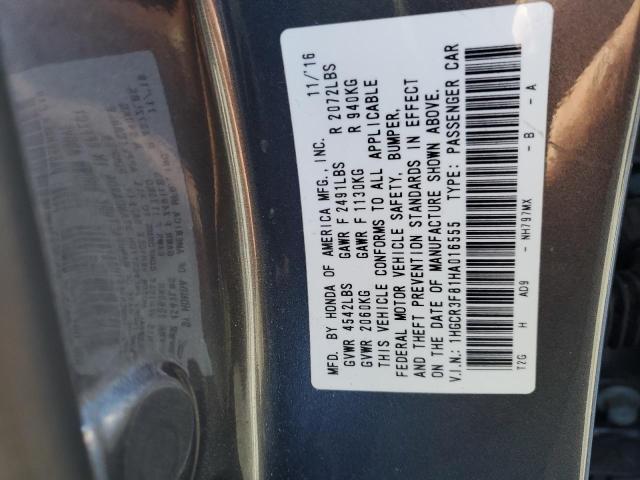 MFD. BY HONDA OF AMERICA MFG., INC. 11/'16
GVWR 4542LBS GAWR F 2491LBS R 2072LBS
GVWR 2060KG GAWR F 1130KG R 940KG
THIS VEHICLE CONFORMS TO ALL APPLICABLE
FEDERAL MOTOR VEHICLE SAFETY, BUMPER,
AND THEFT PREVENTION STANDARDS IN EFFECT
ON THE DATE OF MANUFACTURE SHOWN ABOVE.
V.I.N.: 1HGCR3F81HA016555 TYPE: PASSENGER CAR
T2G H AD9 - NH797MX - B - A